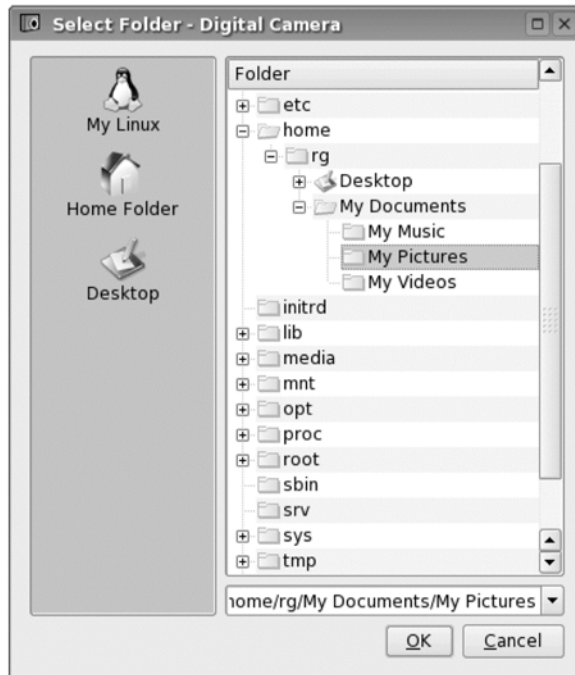 Select Folder - Digital Camera
My Linux
Home Folder
Desktop
Folder
etc
home
rg
Desktop
My Documents
My Music
My Pictures
My Videos
initrd
lib
media
mnt
opt
proc
root
sbin
srv
sys
tmp
home/rg/My Documents/My Pictures
OK
Cancel